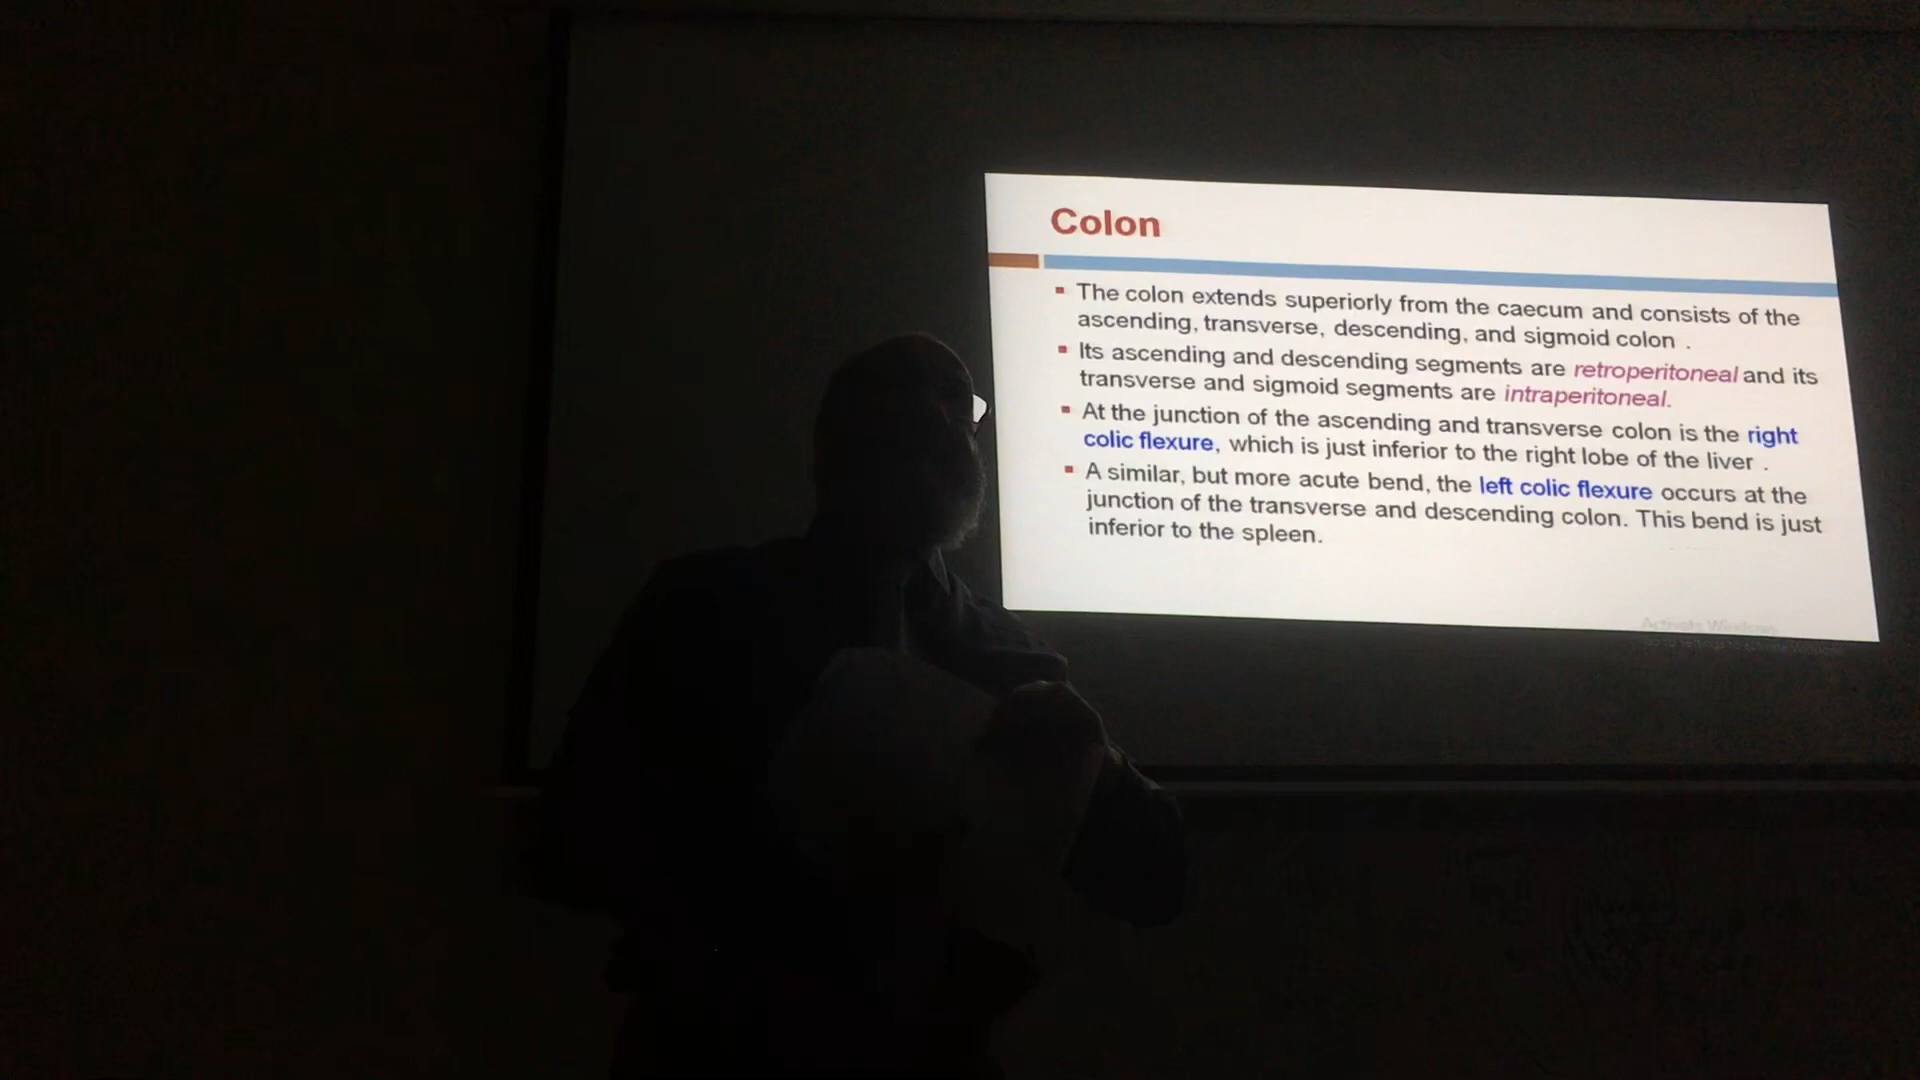 Colon
The colon extends superiorly from the caecum and consists of the
ascending, transverse, descending, and sigmoid colon .
Its ascending and descending segments are retroperitoneal and its
transverse and sigmoid segments are intraperitoneal.
At the junction of the ascending and transverse colon is the right
colic flexure, which is just inferior to the right lobe of the liver .
A similar, but more acute bend, the left colic flexure occurs at the
junction of the transverse and descending colon. This bend is just
inferior to the spleen.
Activate Windows